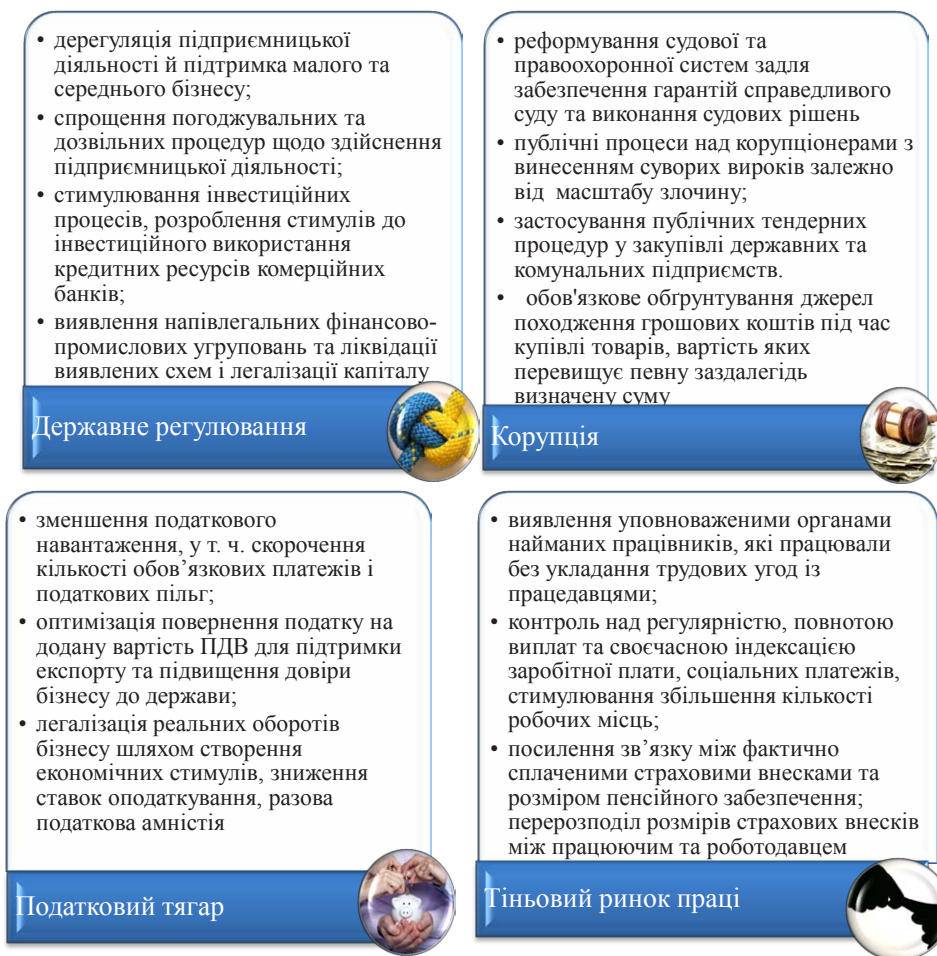 • дерегуляція підприємницької
діяльності й підтримка малого та
середнього бізнесу;
• спрощення погоджувальних та
дозвільних процедур щодо здійснення
підприємницької діяльності;
• стимулювання інвестиційних
процесів, розроблення стимулів до
інвестиційного використання
кредитних ресурсів комерційних
банків;
• виявлення напівлегальних фінансово-
промислових угруповань та ліквідації
виявлених схем і легалізації капіталу
Державне регулювання
• реформування судової та
правоохоронної систем задля
забезпечення гарантій справедливого
суду та виконання судових рішень
• публічні процеси над корупціонерами з
винесенням суворих вироків залежно
від масштабу злочину;
• застосування публічних тендерних
процедур у закупівлі державних та
комунальних підприємств.
• обов'язкове обґрунтування джерел
походження грошових коштів під час
купівлі товарів, вартість яких
перевищує певну заздалегідь
визначену суму
Корупція
• зменшення податкового
навантаження, у т. ч. скорочення
кількості обов’язкових платежів і
податкових пільг;
• оптимізація повернення податку на
додану вартість ПДВ для підтримки
експорту та підвищення довіри
бізнесу до держави;
• легалізація реальних оборотів
бізнесу шляхом створення
економічних стимулів, зниження
ставок оподаткування, разова
податкова амністія
Податковий тягар
• виявлення уповноваженими органами
найманих працівників, які працювали
без укладання трудових угод із
працедавцями;
• контроль над регулярністю, повнотою
виплат та своєчасною індексацією
заробітної плати, соціальних платежів,
стимулювання збільшення кількості
робочих місць;
• посилення зв’язку між фактично
сплаченими страховими внесками та
розміром пенсійного забезпечення;
перерозподіл розмірів страхових внесків
між працюючим та роботодавцем
Тіньовий ринок праці